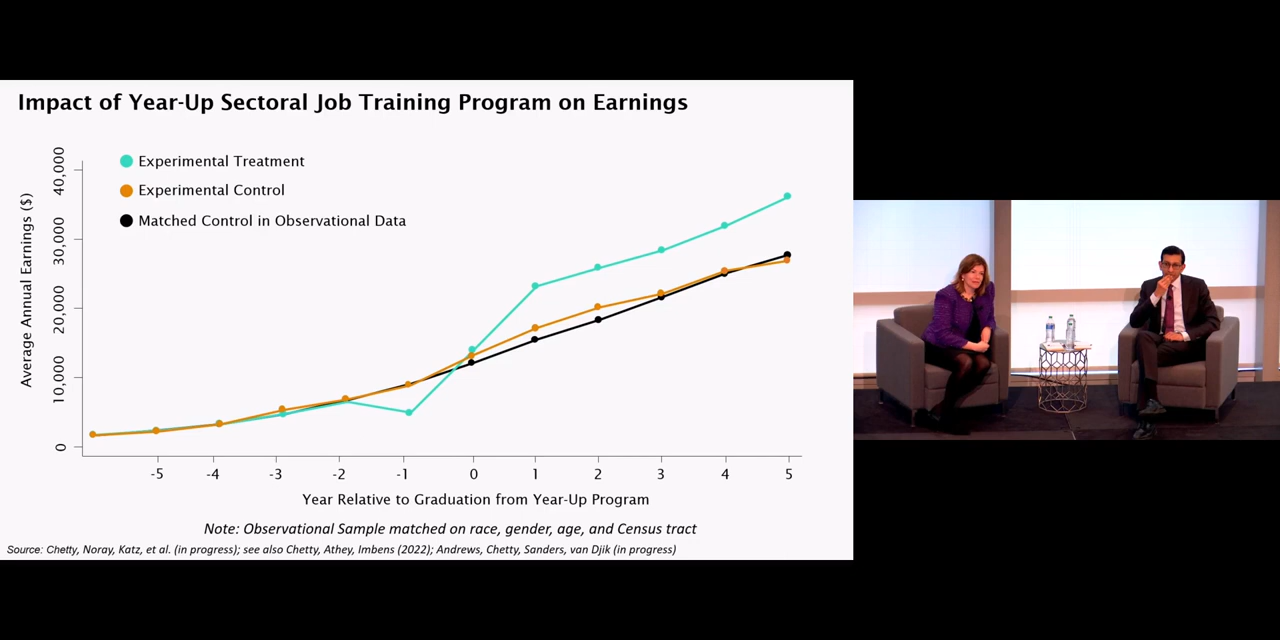 Impact of Year-Up Sectoral Job Training Program on Earnings
Experimental Treatment
Experimental Control
Matched Control in Observational Data
Average Annual Earnings ($)
40,000
30,000
20,000
10,000
0
-5 -4 -3 -2 -1 0 1 2 3 4 5
Year Relative to Graduation from Year-Up Program
Note: Observational Sample matched on race, gender, age, and Census tract
Source: Chetty, Noray, Katz, et al. (in progress); see also Chetty, Athey, Imbens (2022); Andrews, Chetty, Sanders, van Djik (in progress)